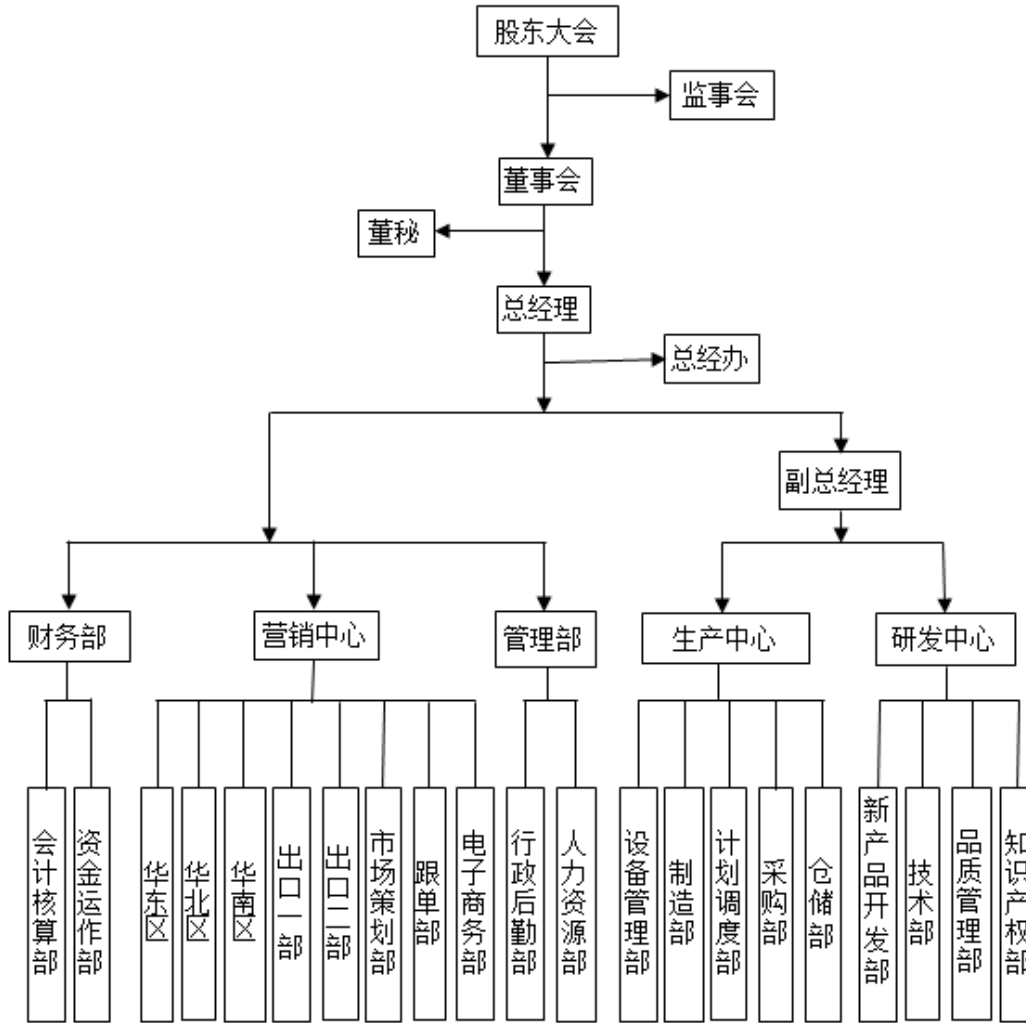 股东大会
监事会
董事会
董秘
总经理
总经办
副总经理
财务部
营销中心
管理部
生产中心
研发中心
会计核算部
资金运作部
华东区
华北区
华南区
出口一部
出口二部
市场策划部
跟单部
电子商务部
行政后勤部
人力资源部
设备管理部
制造部
计划调度部
采购部
仓储部
新产品开发部
技术部
品质管理部
知识产权部